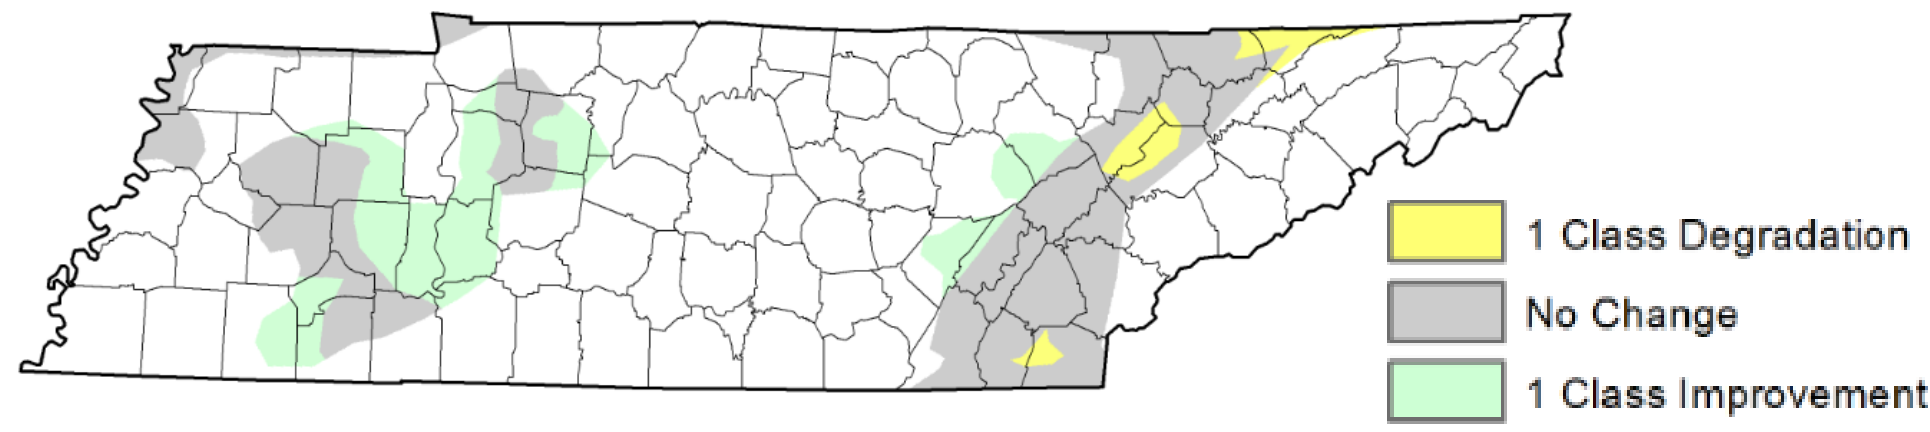 1 Class Degradation
No Change
1 Class Improvement